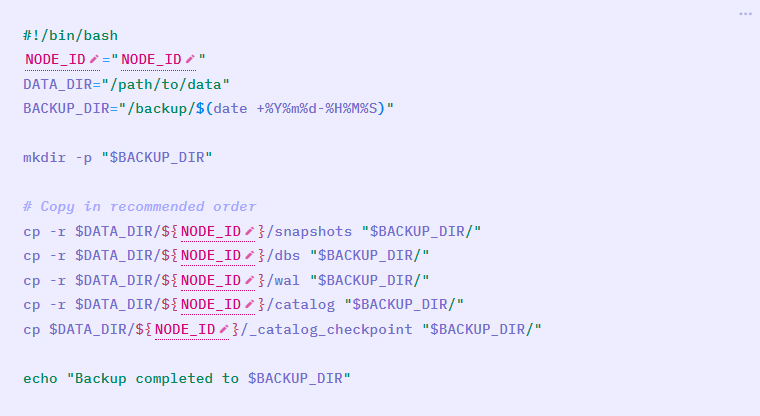 #!/bin/bash
NODE_ID="NODE_ID"
DATA_DIR="/path/to/data"
BACKUP_DIR="/backup/$(date +%Y%m%d-%H%M%S)"
mkdir -p "$BACKUP_DIR"
# Copy in recommended order
cp -r $DATA_DIR/${NODE_ID}/snapshots "$BACKUP_DIR/"
cp -r $DATA_DIR/${NODE_ID}/dbs "$BACKUP_DIR/"
cp -r $DATA_DIR/${NODE_ID}/wal "$BACKUP_DIR/"
cp -r $DATA_DIR/${NODE_ID}/catalog "$BACKUP_DIR/"
cp $DATA_DIR/${NODE_ID}/_catalog_checkpoint "$BACKUP_DIR/"
echo "Backup completed to $BACKUP_DIR"